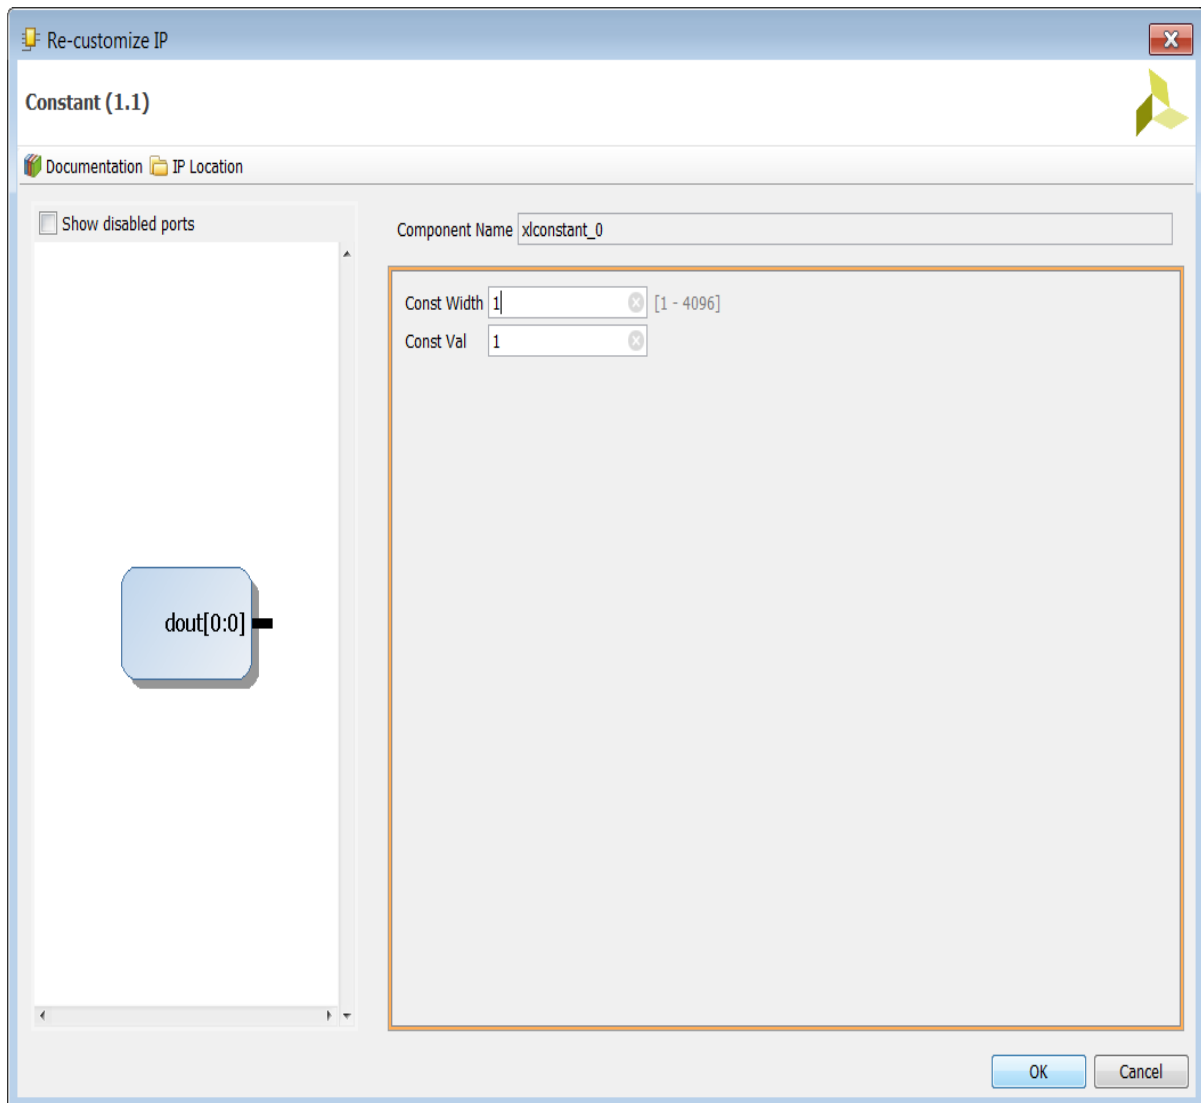 Re-customize IP
Constant (1.1)
Documentation IP Location
Show disabled ports
Component Name xlconstant_0
Const Width 1 [1 - 4096]
Const Val 1
dout[0:0]
OK Cancel